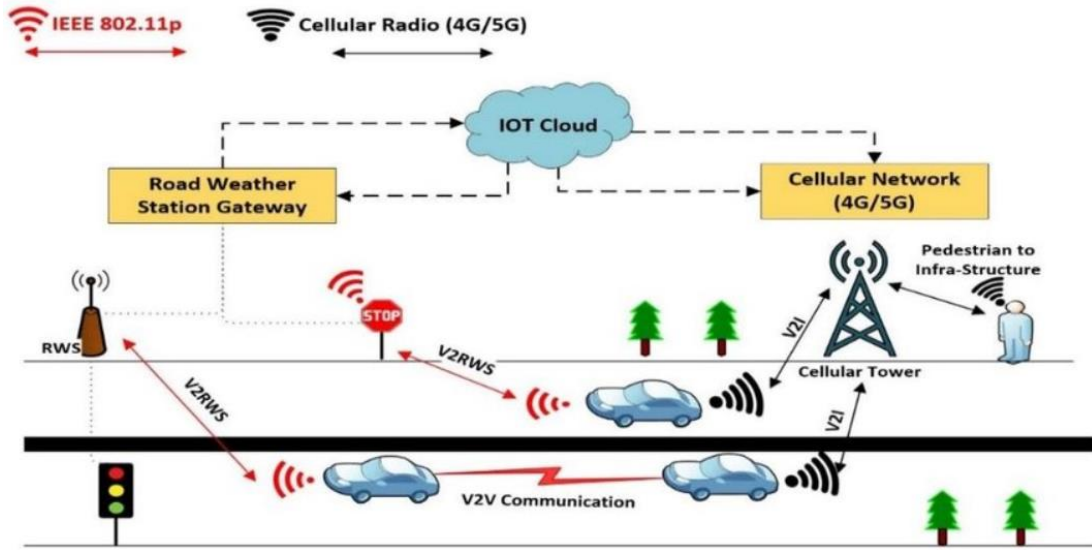 IEEE 802.11p
Cellular Radio (4G/5G)
IOT Cloud
Road Weather
Station Gateway
Cellular Network
(4G/5G)
Pedestrian to
Infra-Structure
STOP
RWS
V2RWS
V2RWS
V2I
Cellular Tower
V2I
V2V Communication